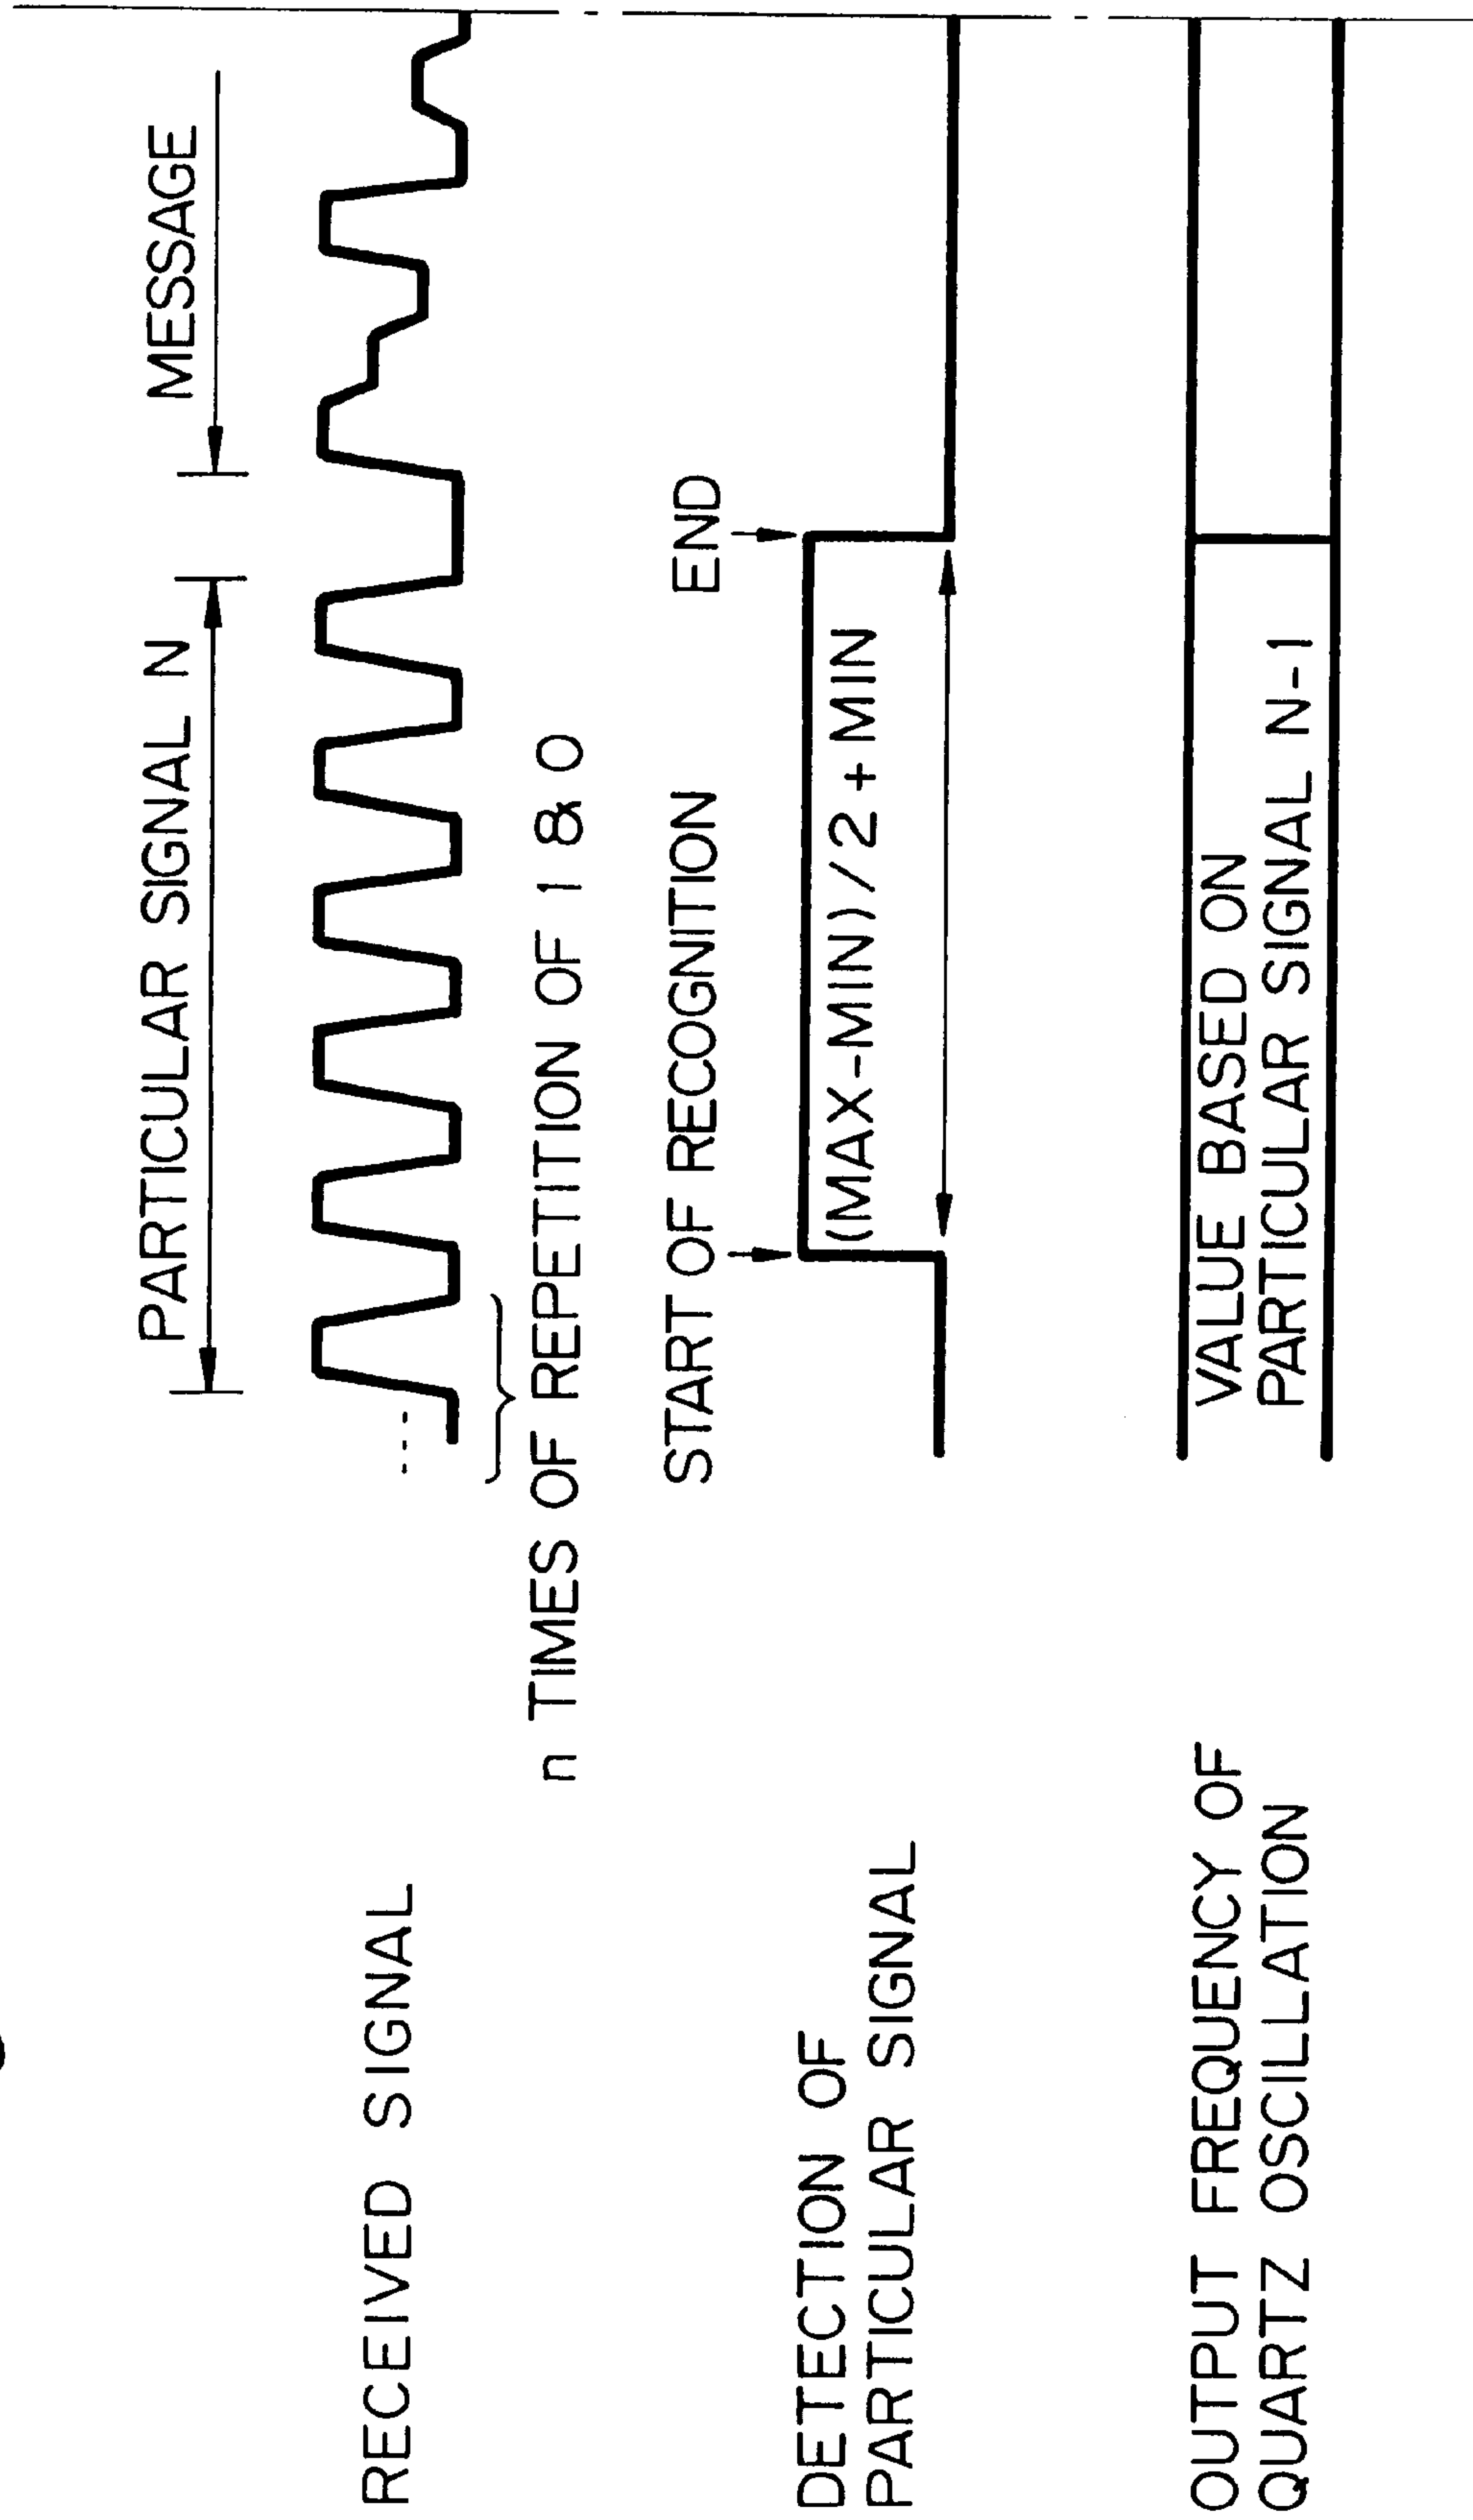 PARTICULAR SIGNAL N
MESSAGE
RECEIVED SIGNAL
n TIMES OF REPETITION OF 1 & 0
START OF RECOGNITION
END
DETECTION OF
PARTICULAR SIGNAL
(MAX-MIN)/2+MIN
OUTPUT FREQUENCY OF
QUARTZ OSCILLATION
VALUE BASED ON
PARTICULAR SIGNAL N-1